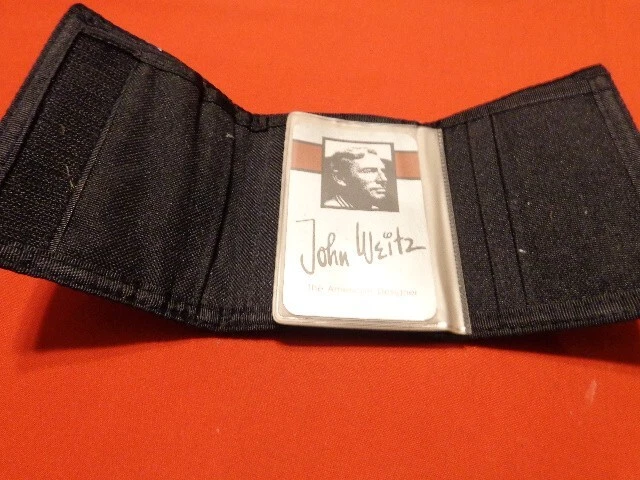 John Weitz
The American Designer